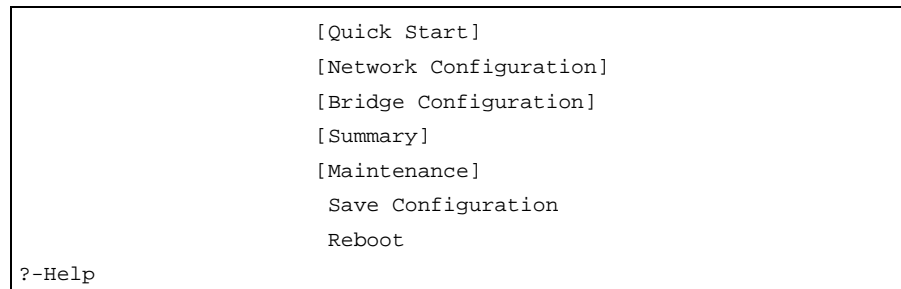 [Quick Start]
[Network Configuration]
[Bridge Configuration]
[Summary]
[Maintenance]
Save Configuration
Reboot
?-Help